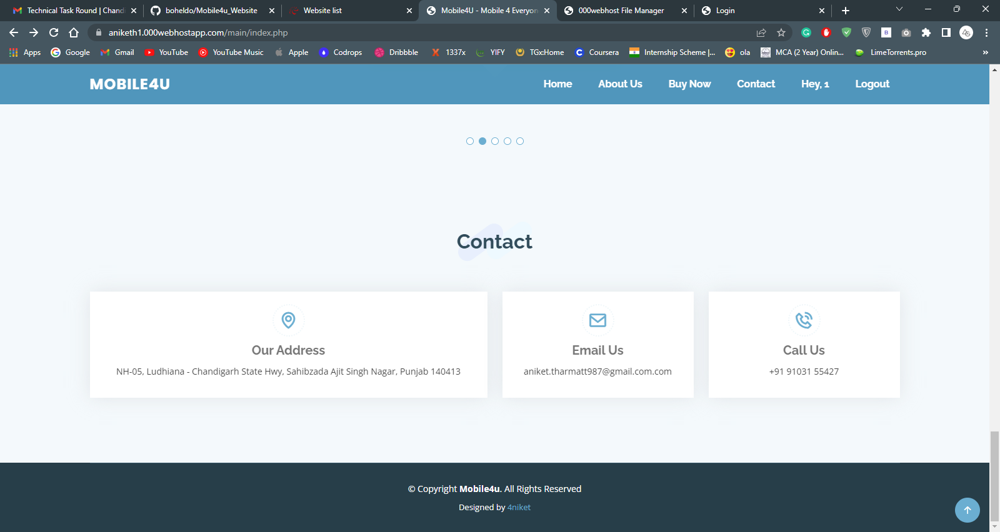 Technical Task Round | Chandi
boheldo/Mobile4u_Website
Website list
Mobile4U - Mobile 4 Everyon
000webhost File Manager
Login
aniketh1.000webhostapp.com/main/index.php
Apps
Google
Gmail
YouTube
YouTube Music
Apple
Codrops
Dribbble
1337x
YIFY
TGx:Home
Coursera
Internship Scheme |...
ola
MCA (2 Year) Onlin...
LimeTorrents.pro
»
MOBILE4U
Home
About Us
Buy Now
Contact
Hey, 1
Logout
Contact
Our Address
NH-05, Ludhiana - Chandigarh State Hwy, Sahibzada Ajit Singh Nagar, Punjab 140413
Email Us
aniket.tharmatt987@gmail.com.com
Call Us
+91 91031 55427
© Copyright Mobile4u. All Rights Reserved
Designed by 4niket